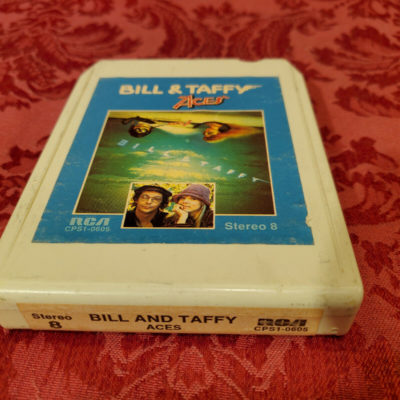 BILL & TAFFY
ACES
BILL & TAFFY
RCA
CPS1-0605
Stereo 8
Stereo
8
BILL AND TAFFY
ACES
RCA
CPS1-0605